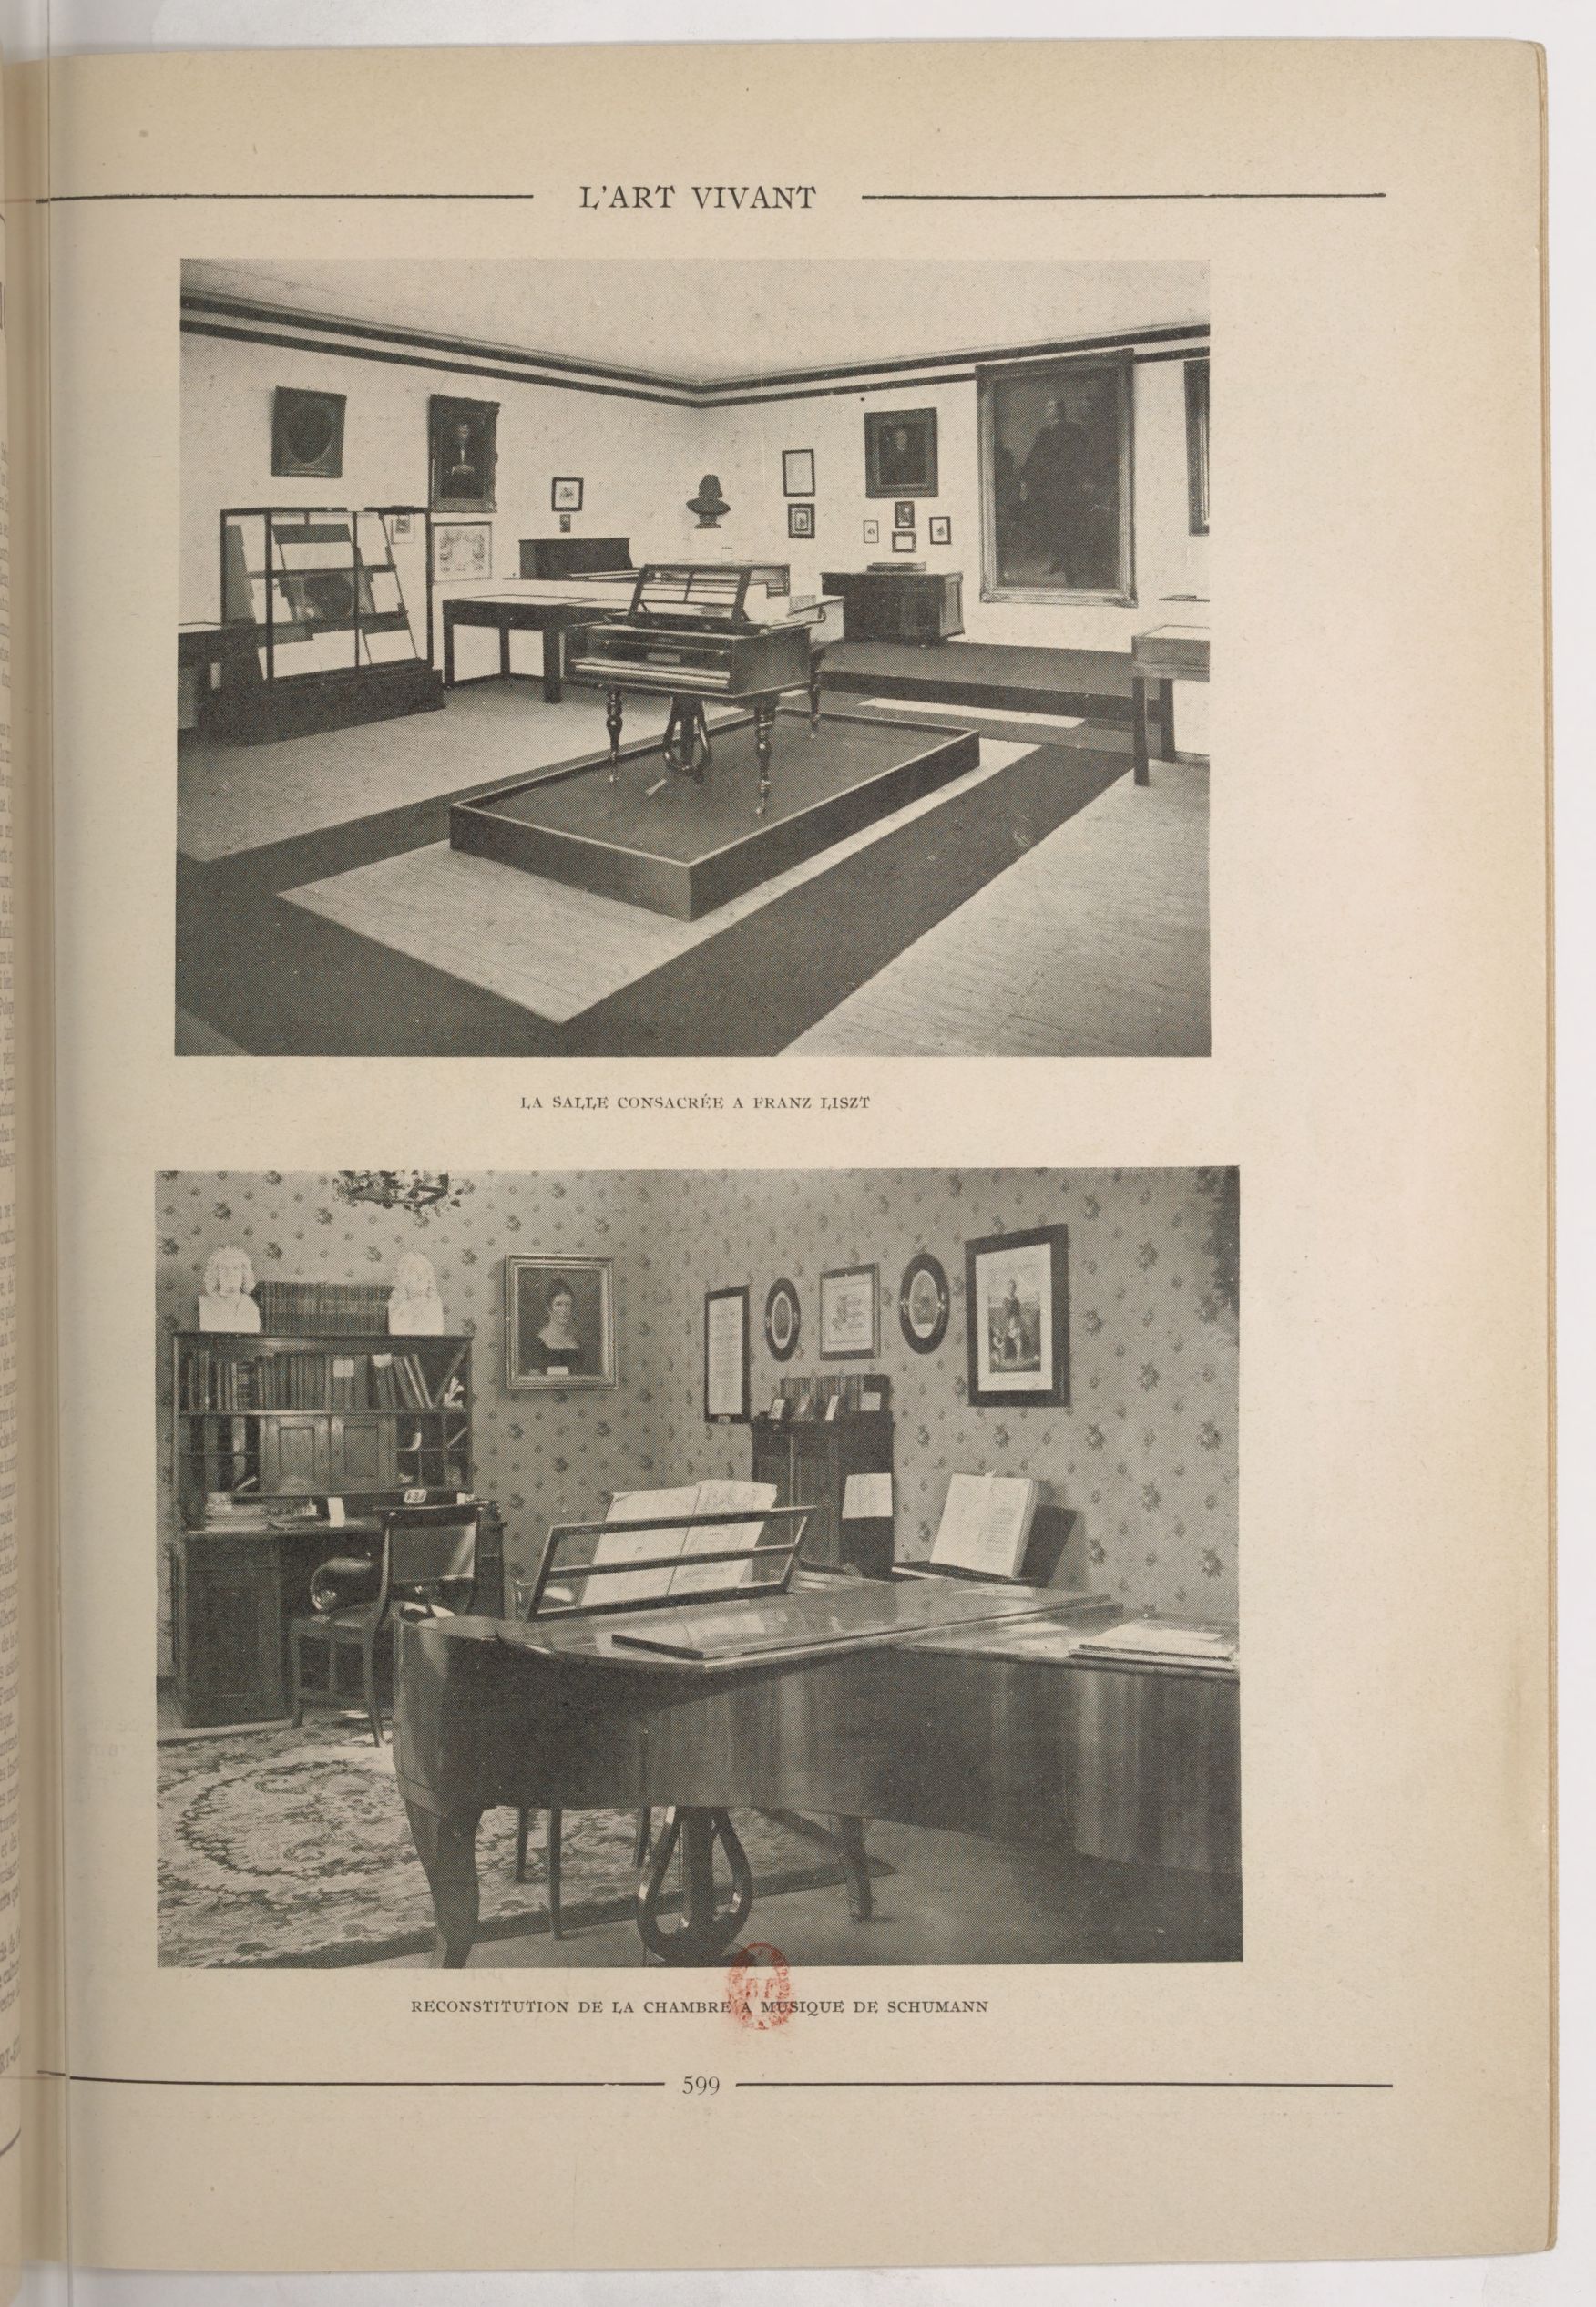 L'ART VIVANT
LA SALLE CONSACRÉE A FRANZ LISZT
RECONSTITUTION DE LA CHAMBRE A MUSIQUE DE SCHUMANN
599